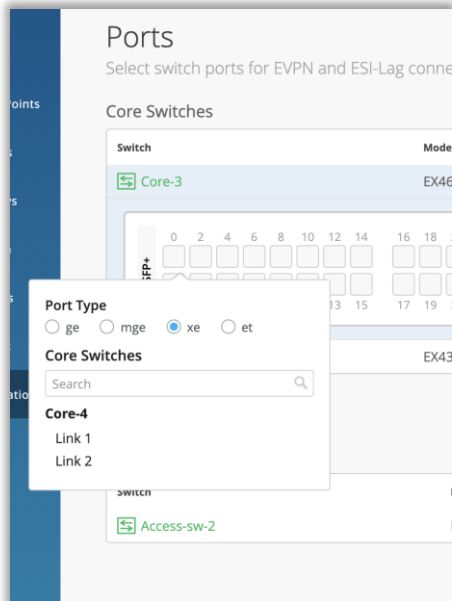 Ports
Select switch ports for EVPN and ESI-Lag conne
oints
Core Switches
Switch Mode
Core-3 EX46
0 2 4 6 8 10 12 14 16 18
SFP+
13 15 17 19
Port Type
ge mge xe et
Core Switches
EX43
Search
atio
Core-4
Link 1
Link 2
Switch
Access-sw-2